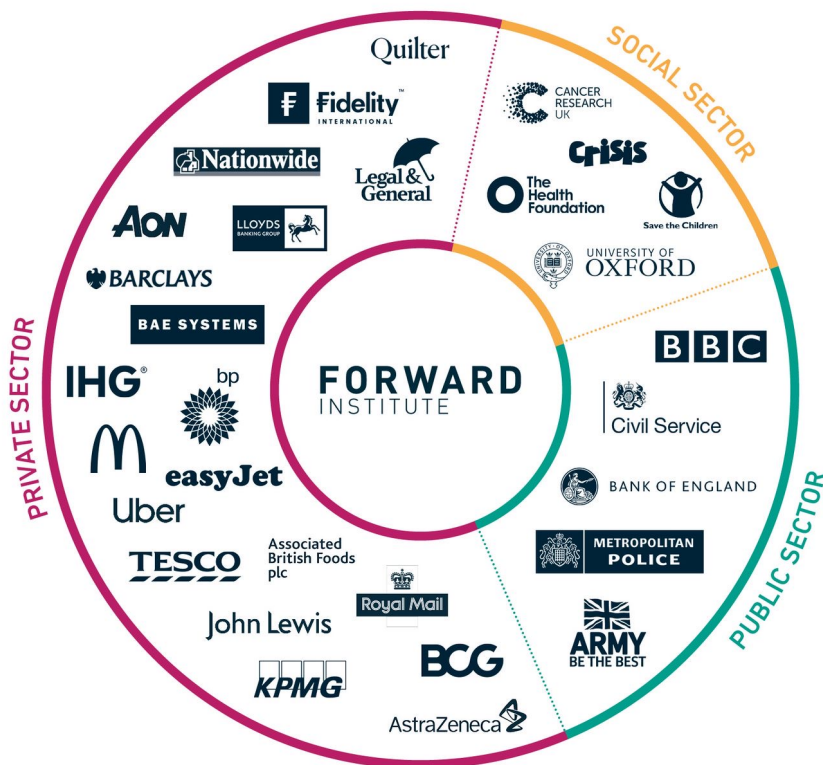 Quilter
SOCIAL SECTOR
Fidelity™
INTERNATIONAL
CANCER
RESEARCH
UK
Nationwide
Legal &
General
Crisis
The
Health
Foundation
Save the Children
AON
LLOYDS
BANKING GROUP
UNIVERSITY OF
OXFORD
BARCLAYS
BAE SYSTEMS
BBC
PRIVATE SECTOR
IHG®
bp
FORWARD
INSTITUTE
Civil Service
easyJet
Uber
BANK OF ENGLAND
PUBLIC SECTOR
TESCO
Associated
British Foods
plc
METROPOLITAN
POLICE
Royal Mail
John Lewis
ARMY
BE THE BEST
BCG
KPMG
AstraZeneca